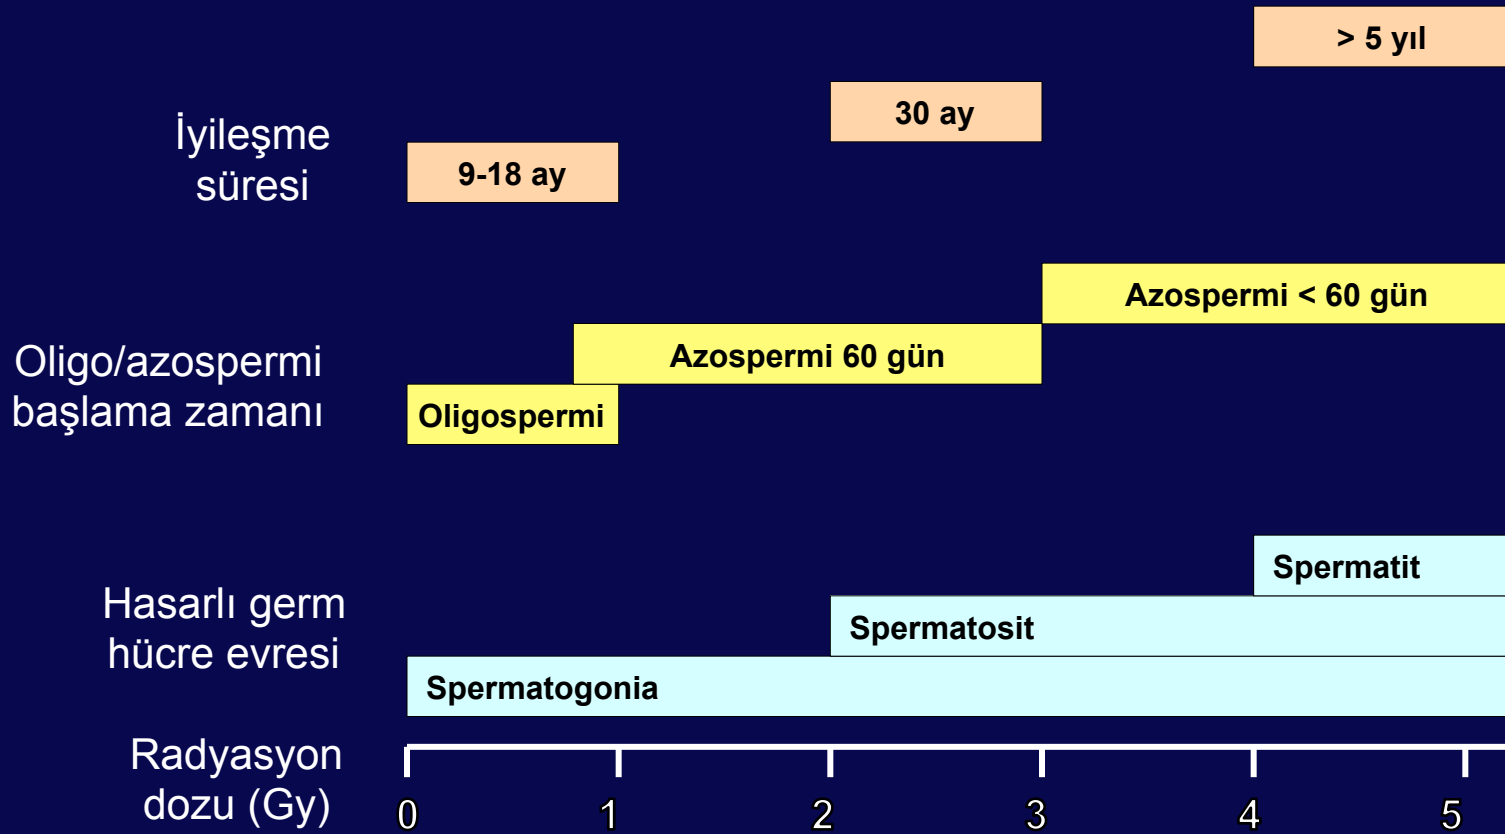 > 5 yıl
30 ay
İyileşme
süresi
9-18 ay
Azospermi < 60 gün
Azospermi 60 gün
Oligo/azospermi
başlama zamanı
Oligospermi
Spermatit
Hasarlı germ
hücre evresi
Spermatosit
Spermatogonia
Radyasyon
dozu (Gy)
0 1 2 3 4 5